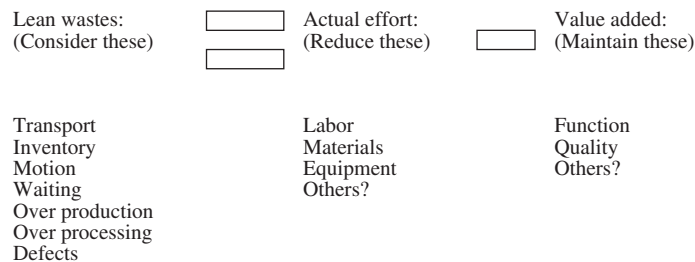 Lean wastes:
(Consider these)
Actual effort:
(Reduce these)
Value added:
(Maintain these)
Transport
Inventory
Motion
Waiting
Over production
Over processing
Defects
Labor
Materials
Equipment
Others?
Function
Quality
Others?